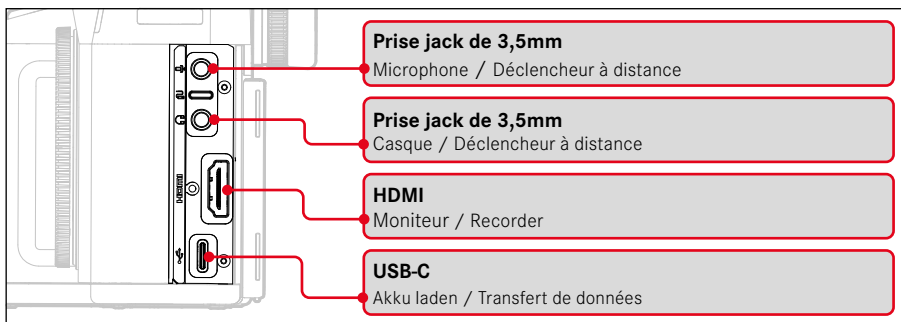 Prise jack de 3,5mm
Microphone / Déclencheur à distance
Prise jack de 3,5mm
Casque / Déclencheur à distance
HDMI
HDMI
Moniteur / Recorder
USB-C
Akku laden / Transfert de données